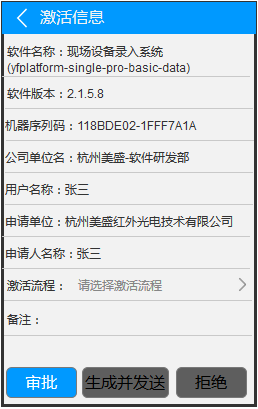 激活信息
软件名称：现场设备录入系统
(yfplatform-single-pro-basic-data)
软件版本：2.1.5.8
机器序列码：118BDE02-1FFF7A1A
公司单位名：杭州美盛-软件研发部
用户名称：张三
申请单位：杭州美盛红外光电技术有限公司
申请人名称：张三
激活流程： 请选择激活流程
备注：
审批 生成并发送 拒绝